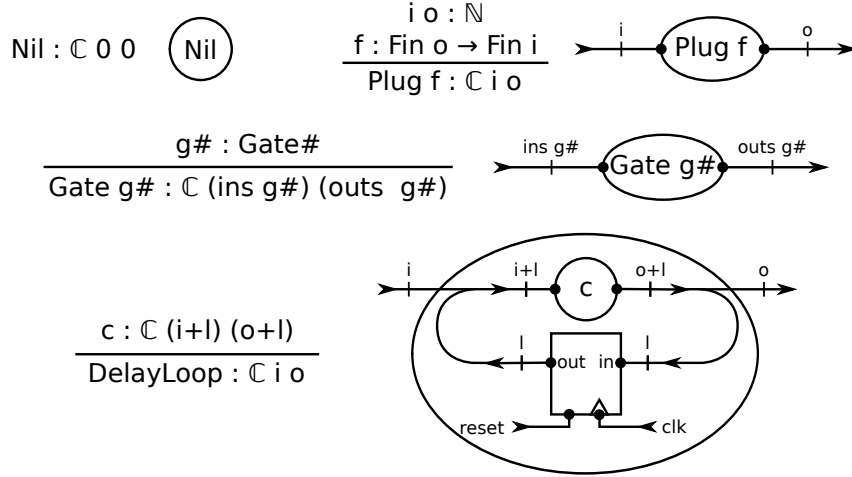 Nil : ℂ 0 0
Nil
i o : ℕ
f : Fin o → Fin i
Plug f : ℂ i o
i
Plug f
o
g# : Gate#
Gate g# : ℂ (ins g#) (outs g#)
ins g#
Gate g#
outs g#
c : ℂ (i+l) (o+l)
DelayLoop : ℂ i o
i
i+l
c
o+l
o
l
out
in
l
reset
clk